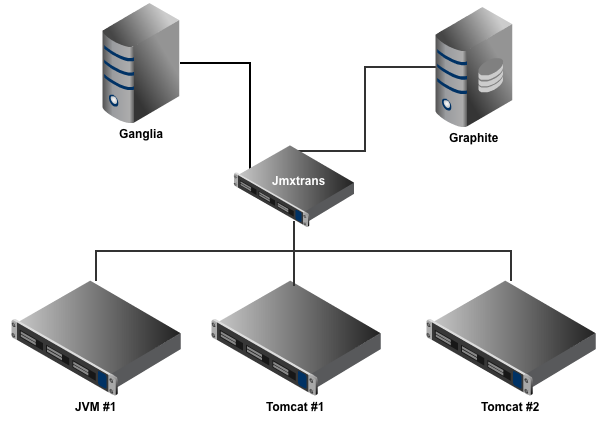 Ganglia
Graphite
Jmxtrans
JVM #1
Tomcat #1
Tomcat #2